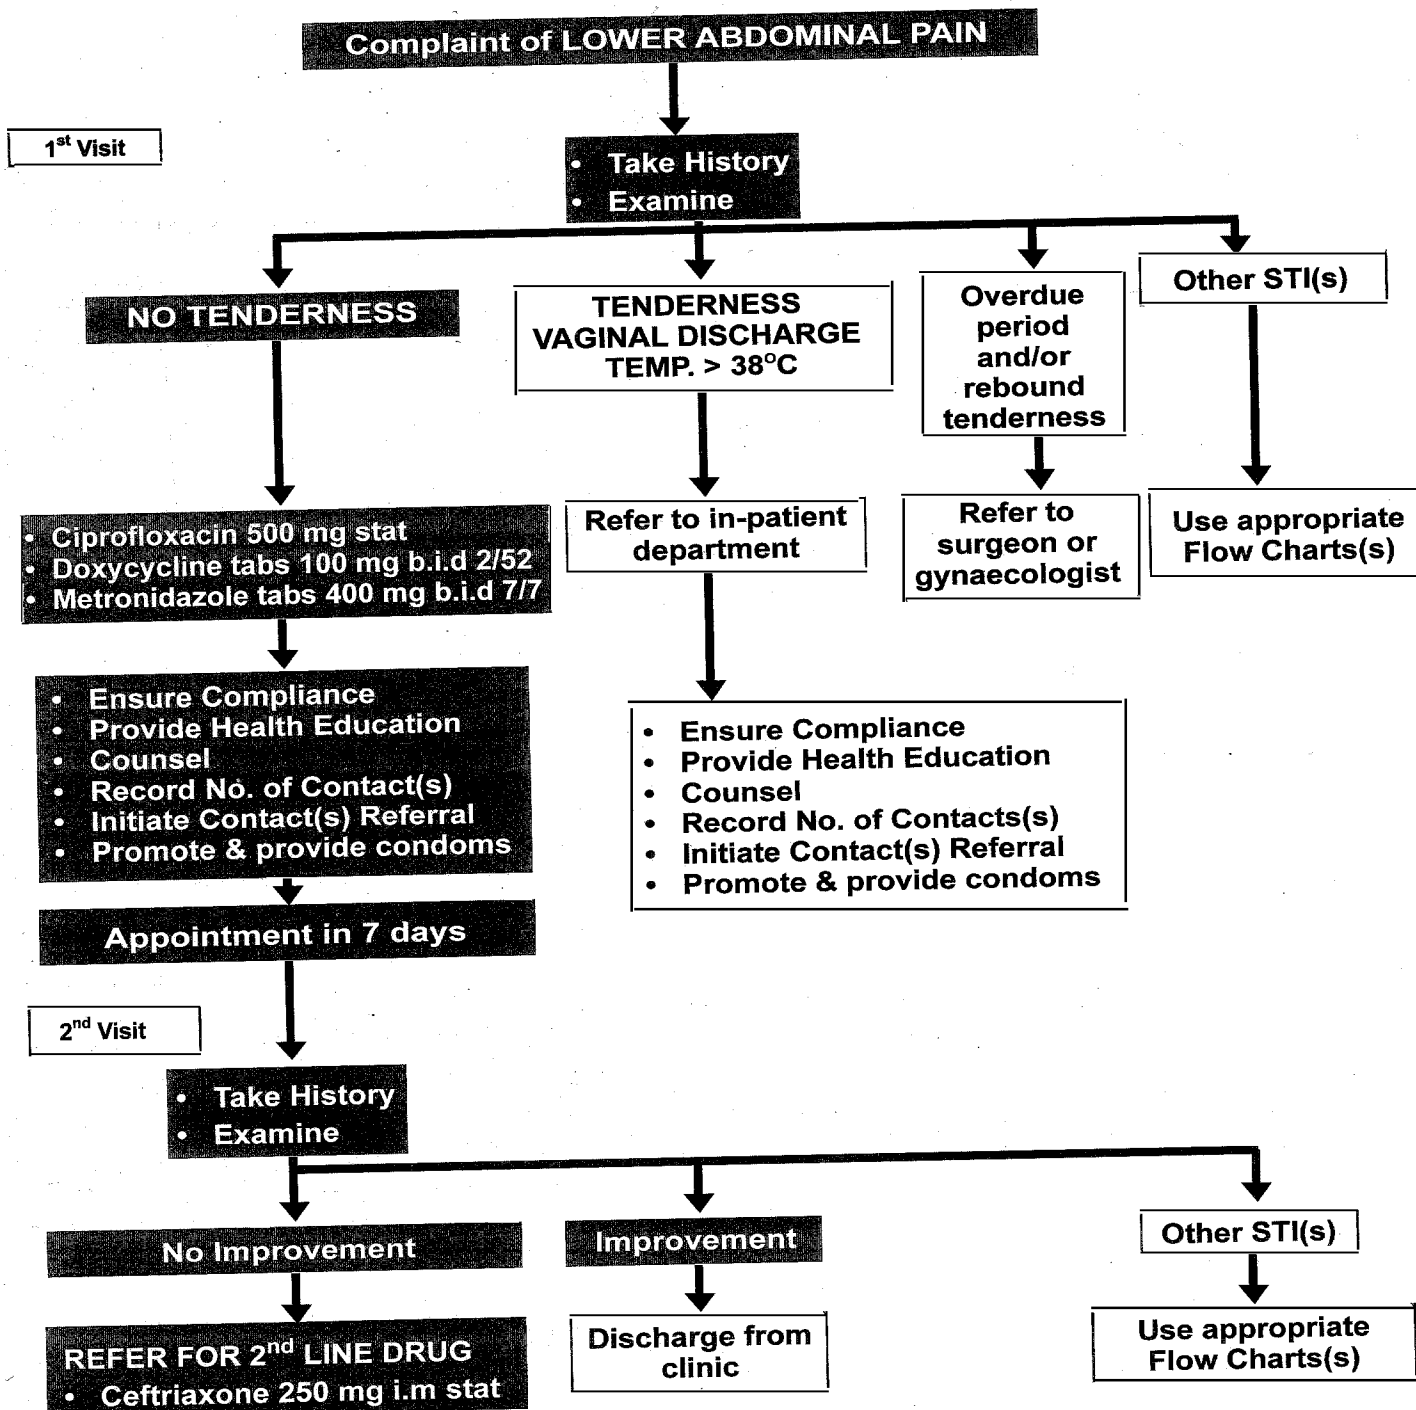 Complaint of LOWER ABDOMINAL PAIN
1st Visit
• Take History
• Examine
NO TENDERNESS
TENDERNESS
VAGINAL DISCHARGE
TEMP. > 38°C
Overdue
period
and/or
rebound
tenderness
Other STI(s)
• Ciprofloxacin 500 mg stat
• Doxycycline tabs 100 mg b.i.d 2/52
• Metronidazole tabs 400 mg b.i.d 7/7
Refer to in-patient
department
Refer to
surgeon or
gynaecologist
Use appropriate
Flow Charts(s)
• Ensure Compliance
• Provide Health Education
• Counsel
• Record No. of Contact(s)
• Initiate Contact(s) Referral
• Promote & provide condoms
• Ensure Compliance
• Provide Health Education
• Counsel
• Record No. of Contacts(s)
• Initiate Contact(s) Referral
• Promote & provide condoms
Appointment in 7 days
2nd Visit
• Take History
• Examine
No Improvement
Improvement
Other STI(s)
REFER FOR 2nd LINE DRUG
• Ceftriaxone 250 mg i.m stat
Discharge from
clinic
Use appropriate
Flow Charts(s)